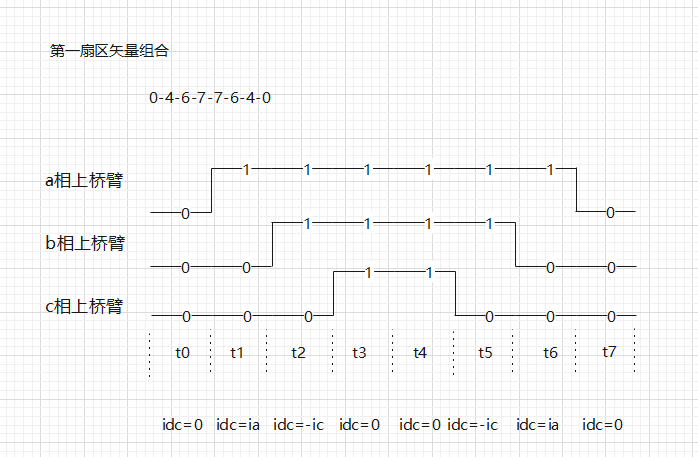 第一扇区矢量组合
0-4-6-7-7-6-4-0
a相上桥臂 0 1 1 1 1 1 1 0
b相上桥臂 0 0 1 1 1 1 0 0
c相上桥臂 0 0 0 1 1 0 0 0
t0 t1 t2 t3 t4 t5 t6 t7
idc=0 idc=ia idc=-ic idc=0 idc=0 idc=-ic idc=ia idc=0